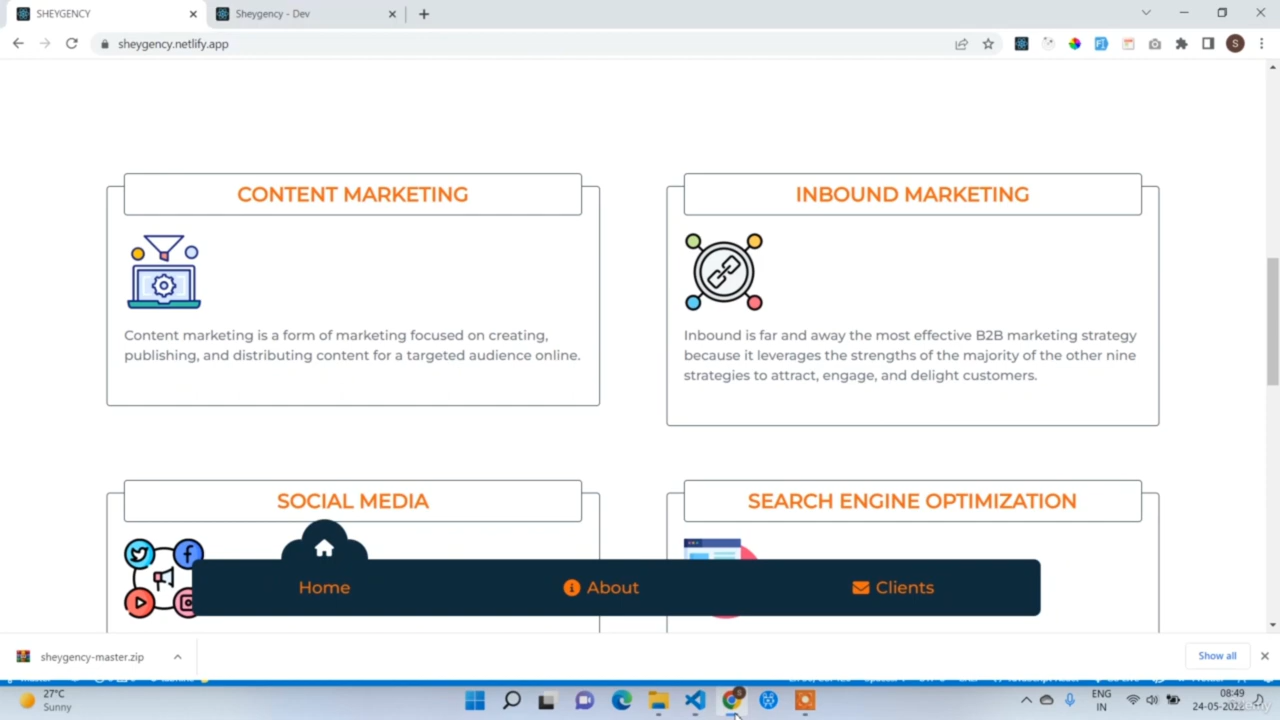 SHEYGENCY
Sheygency - Dev
sheygency.netlify.app
S
CONTENT MARKETING
Content marketing is a form of marketing focused on creating,
publishing, and distributing content for a targeted audience online.
INBOUND MARKETING
Inbound is far and away the most effective B2B marketing strategy
because it leverages the strengths of the majority of the other nine
strategies to attract, engage, and delight customers.
SOCIAL MEDIA
SEARCH ENGINE OPTIMIZATION
Home
About
Clients
sheygency-master.zip
Show all
27°C
Sunny
ENG
IN
08:49
24-05-2022